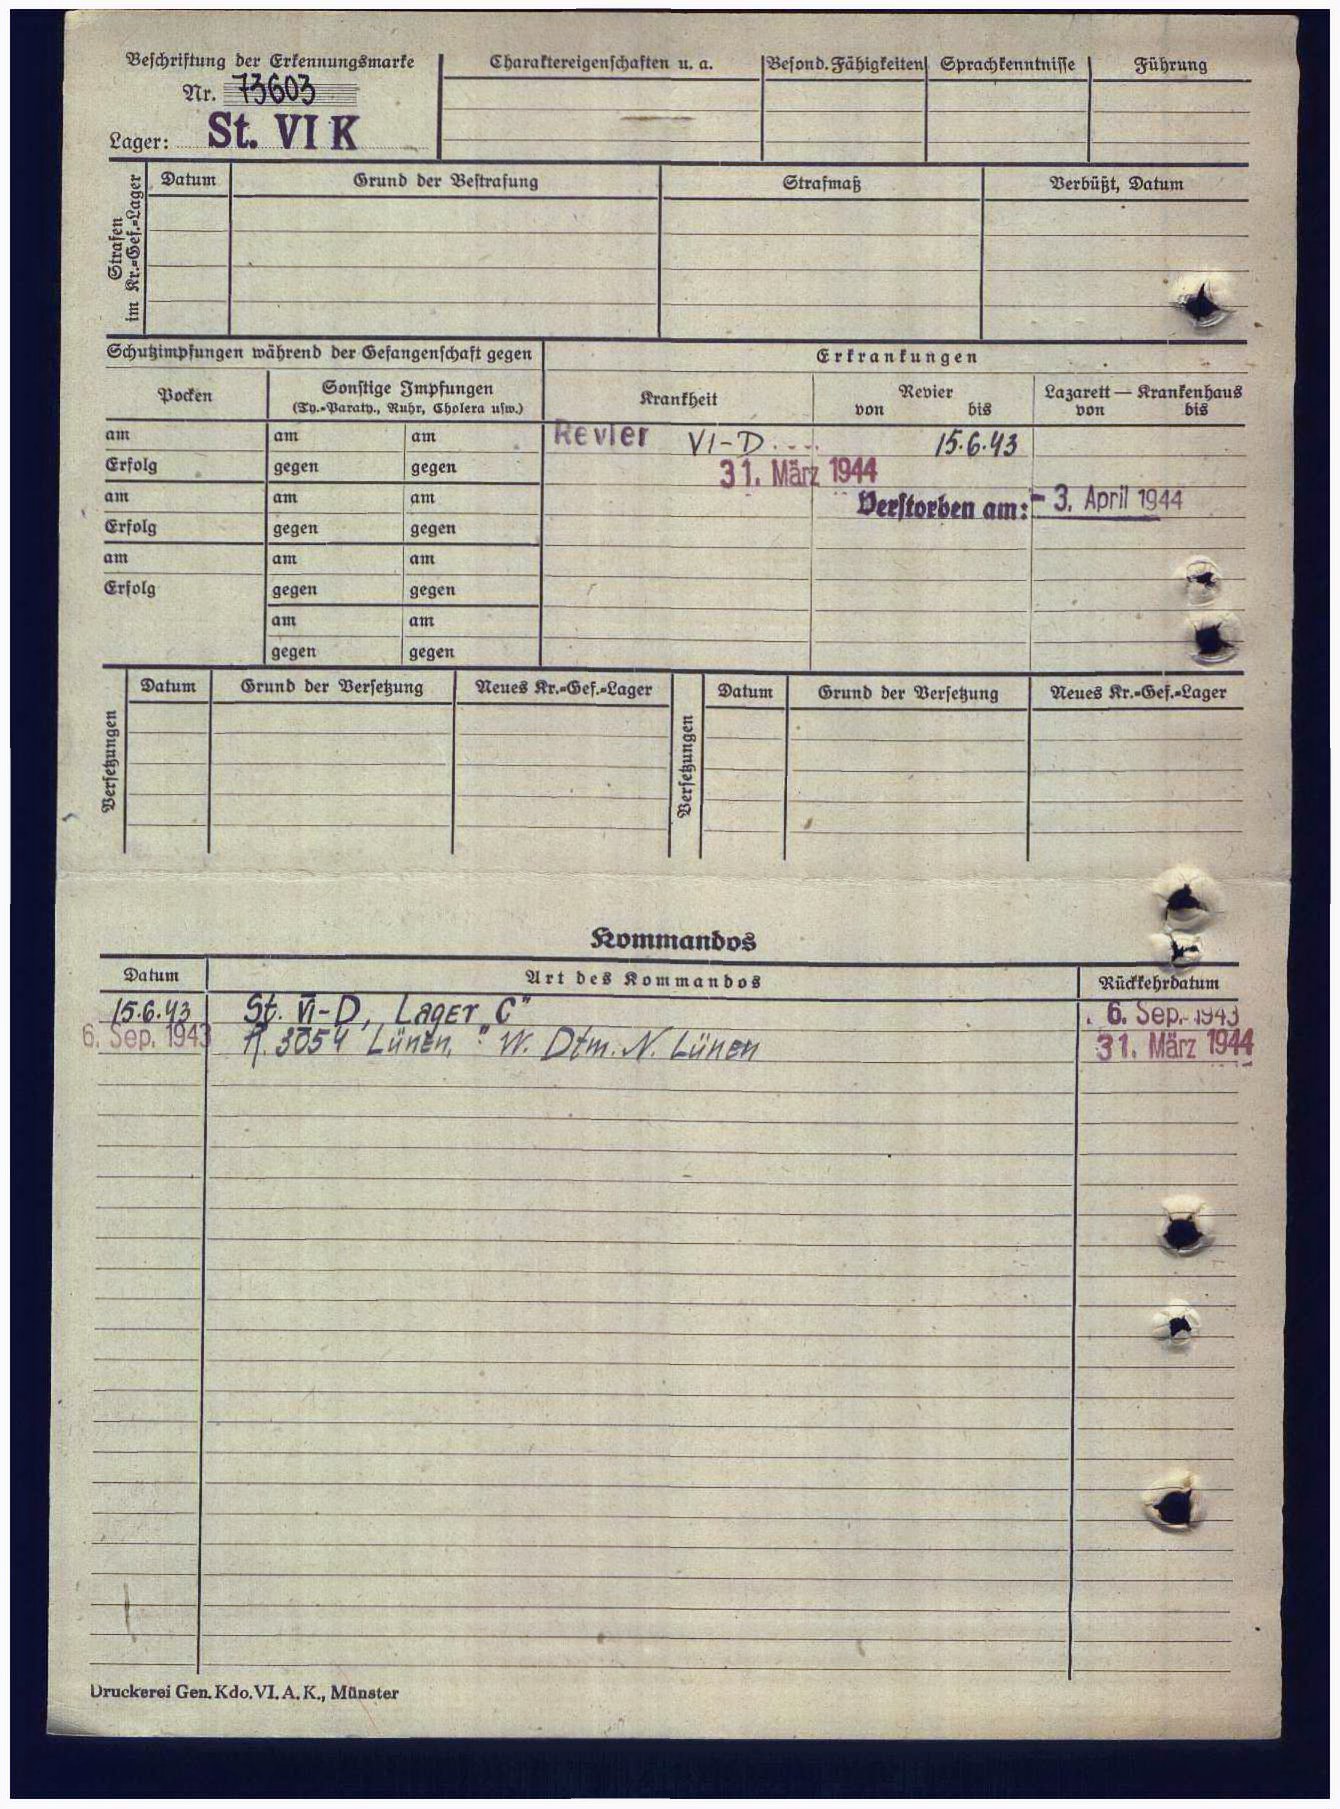 Beschriftung der Erkennungsmarke
Nr. 73603
Lager: St. VI K
Charaktereigenschaften u. a.
Besond. Fähigkeiten
Sprachkenntnisse
Führung
Strafen
im Kr.=Gef.=Lager
Datum
Grund der Bestrafung
Strafmaß
Verbüßt, Datum
Schutzimpfungen während der Gefangenschaft gegen
Erkrankungen
Pocken
Sonstige Impfungen
(Ty.=Paraty., Ruhr, Cholera usw.)
Krankheit
Revier
von bis
Lazarett — Krankenhaus
von bis
am am am Revier VI-D 15.6.43
Erfolg gegen gegen 31. März 1944
am am am Verstorben am: - 3. April 1944
Erfolg gegen gegen
am am am
Erfolg gegen gegen
am am
gegen gegen
Versetzungen
Datum Grund der Versetzung Neues Kr.=Gef.=Lager
Versetzungen
Datum Grund der Versetzung Neues Kr.=Gef.=Lager
Kommandos
Datum Art des Kommandos Rückkehrdatum
15.6.43 St. VI-D, Lager C" 6. Sep. 1943
6. Sep. 1943 A. 3054 Lünen, " W. Dtm. N. Lünen 31. März 1944
Druckerei Gen. Kdo. VI. A. K., Münster